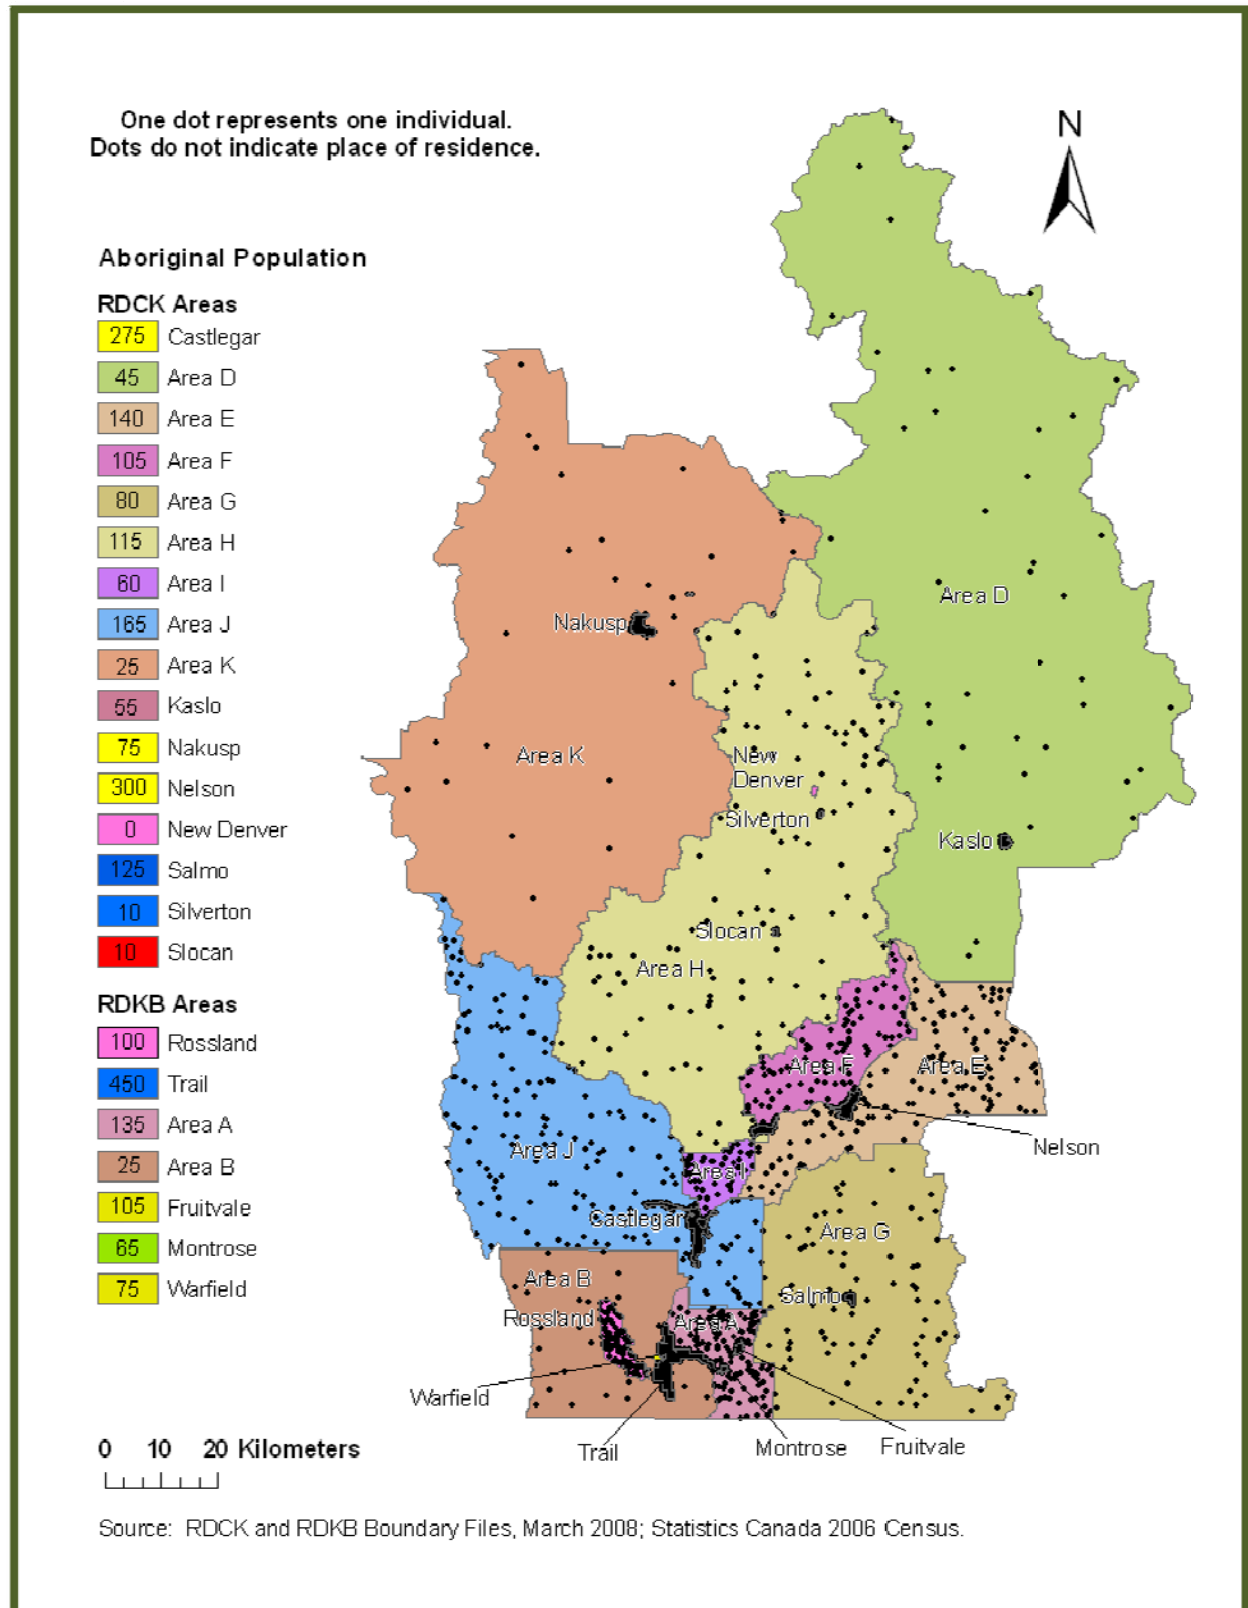 One dot represents one individual.
Dots do not indicate place of residence.
N
Aboriginal Population
RDCK Areas
275 Castlegar
45 Area D
140 Area E
105 Area F
80 Area G
115 Area H
60 Area I
165 Area J
25 Area K
55 Kaslo
75 Nakusp
300 Nelson
0 New Denver
125 Salmo
10 Silverton
10 Slocan
RDKB Areas
100 Rossland
450 Trail
135 Area A
25 Area B
105 Fruitvale
65 Montrose
75 Warfield
Area D
Nakusp
Area K
New
Denver
Silverton
Kaslo
Slocan
Area H
Area F
Area E
Nelson
Area J
Area I
Castlegar
Area G
Area B
Salmo
Rossland
Area A
Warfield
Trail
Montrose
Fruitvale
0 10 20 Kilometers
Source: RDCK and RDKB Boundary Files, March 2008; Statistics Canada 2006 Census.